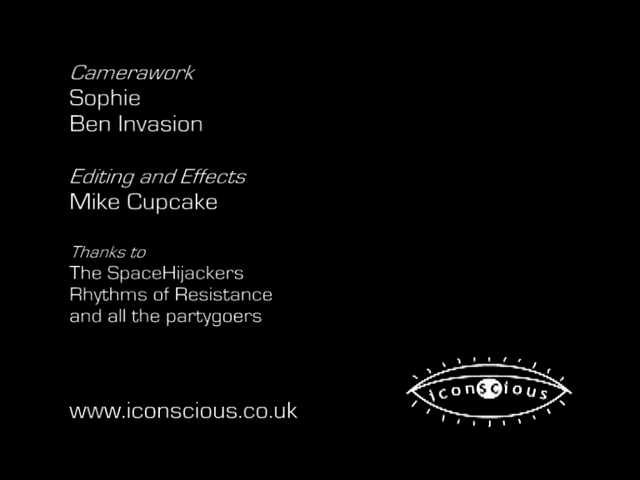 Camerawork
Sophie
Ben Invasion
Editing and Effects
Mike Cupcake
Thanks to
The SpaceHijackers
Rhythms of Resistance
and all the partygoers
www.iconscious.co.uk
iconscious